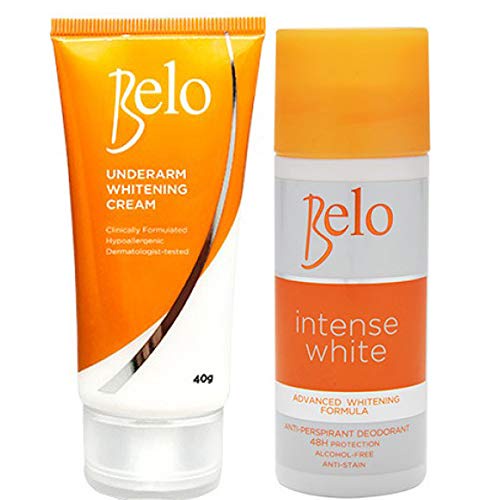 Belo
UNDERARM
WHITENING
CREAM
Clinically Formulated
Hypoallergenic
Dermatologist-tested
40g
Belo
intense
white
ADVANCED WHITENING
FORMULA
ANTI-PERSPIRANT DEODORANT
48H PROTECTION
ALCOHOL-FREE
ANTI-STAIN